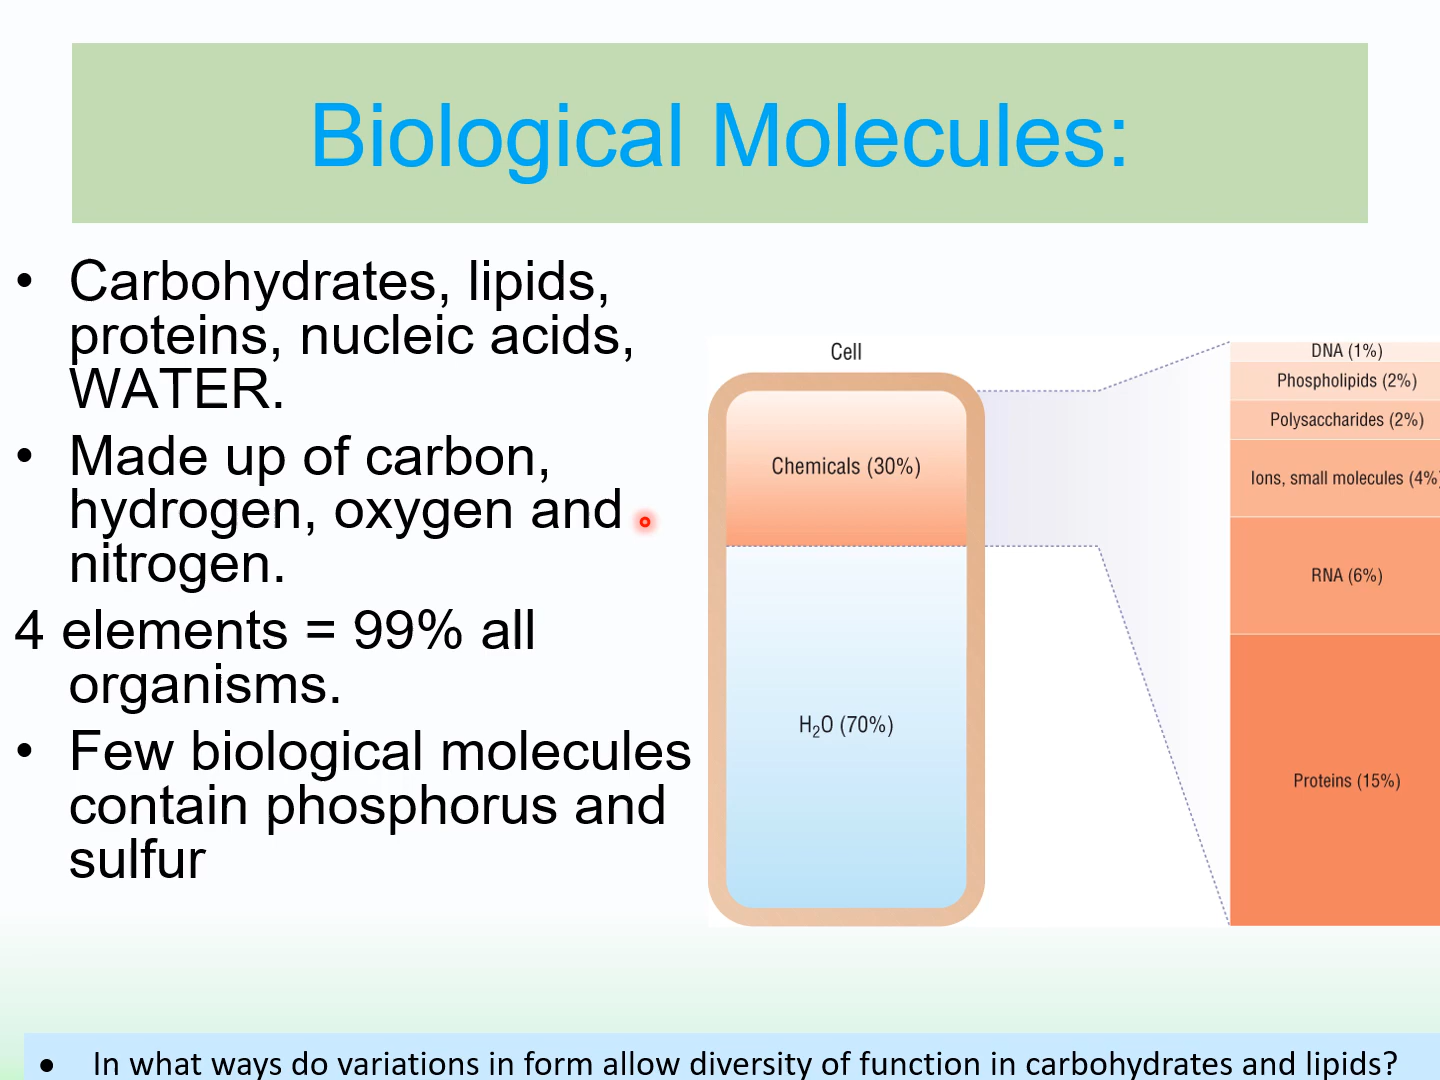 Biological Molecules:
• Carbohydrates, lipids,
proteins, nucleic acids,
WATER.
• Made up of carbon,
hydrogen, oxygen and
nitrogen.
4 elements = 99% all
organisms.
• Few biological molecules
contain phosphorus and
sulfur
Cell
Chemicals (30%)
H₂O (70%)
DNA (1%)
Phospholipids (2%)
Polysaccharides (2%)
Ions, small molecules (4%)
RNA (6%)
Proteins (15%)
• In what ways do variations in form allow diversity of function in carbohydrates and lipids?